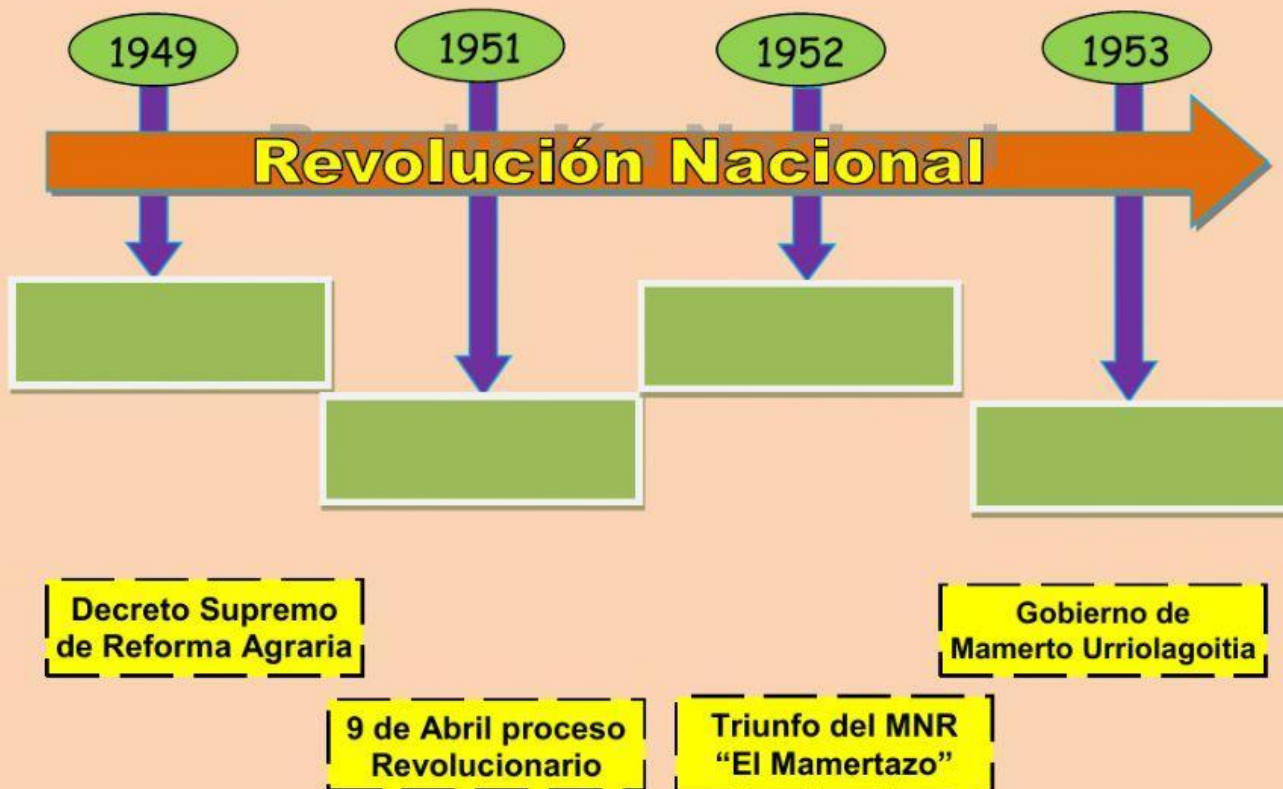 1949
1951
1952
1953
Revolución Nacional
Decreto Supremo
de Reforma Agraria
Gobierno de
Mamerto Urriolagoitia
9 de Abril proceso
Revolucionario
Triunfo del MNR
“El Mamertazo”